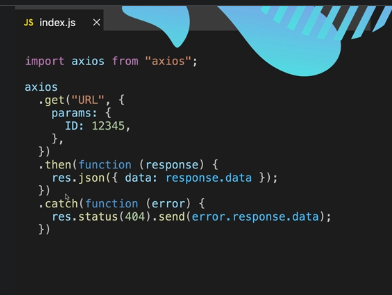 JS index.js ×
import axios from "axios";
axios
.get("URL", {
params: {
ID: 12345,
},
})
.then(function (response) {
res.json({ data: response.data });
})
.catch(function (error) {
res.status(404).send(error.response.data);
})